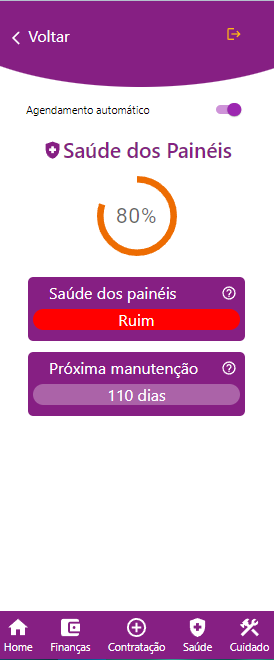 Voltar
Agendamento automático
Saúde dos Painéis
80%
Saúde dos painéis
Ruim
Próxima manutenção
110 dias
Home Finanças Contratação Saúde Cuidado